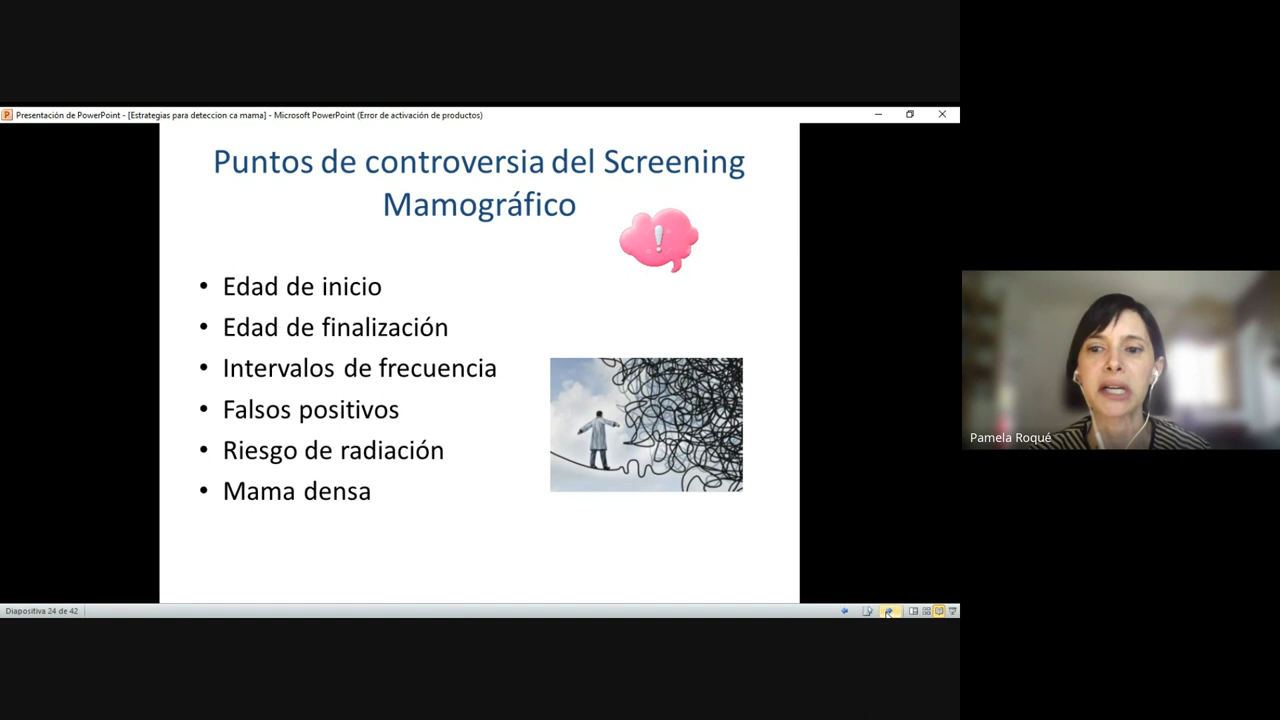 Presentación de PowerPoint - [Estrategias para deteccion ca mama] - Microsoft PowerPoint (Error de activación de productos)
Puntos de controversia del Screening
Mamográfico
!
• Edad de inicio
• Edad de finalización
• Intervalos de frecuencia
• Falsos positivos
• Riesgo de radiación
• Mama densa
Pamela Roqué
Diapositiva 24 de 42